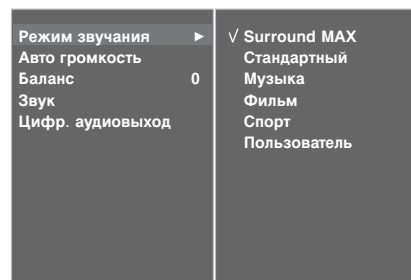 Режим звучания ►
Авто громкость
Баланс 0
Звук
Цифр. аудиовыход
√ Surround MAX
Стандартный
Музыка
Фильм
Спорт
Пользователь